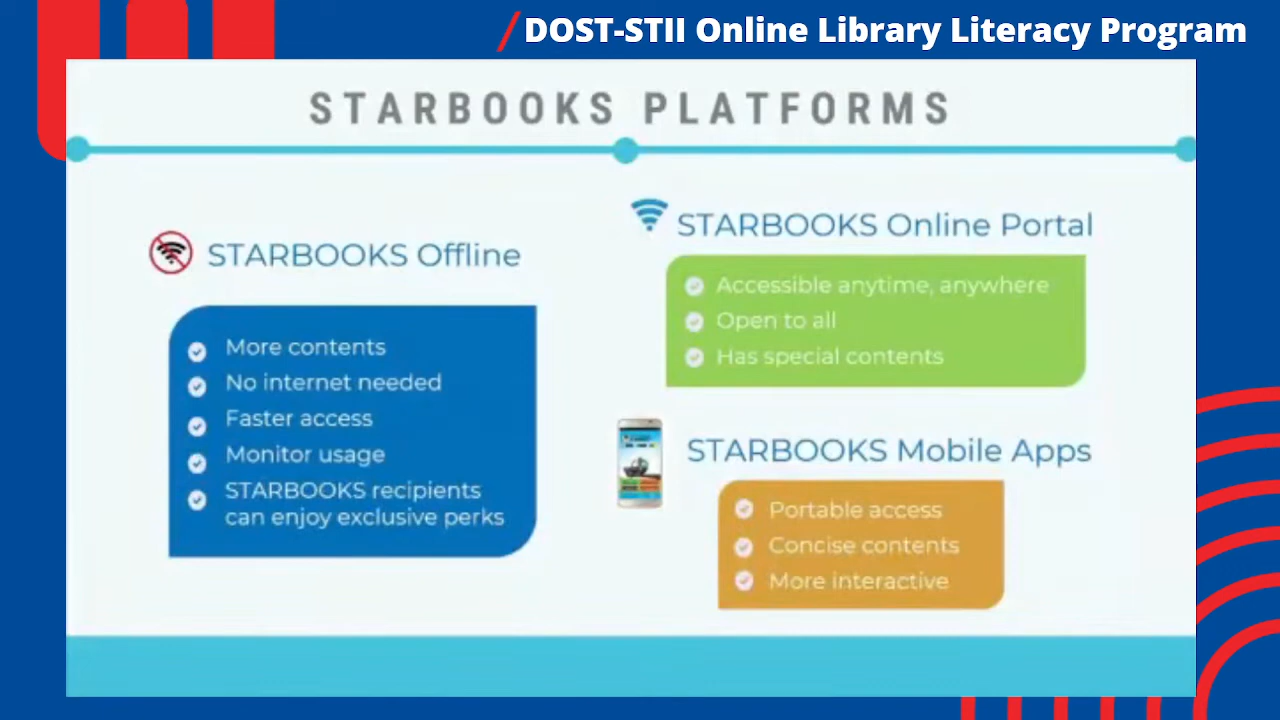 /DOST-STII Online Library Literacy Program
STARBOOKS PLATFORMS
STARBOOKS Offline
More contents
No internet needed
Faster access
Monitor usage
STARBOOKS recipients
can enjoy exclusive perks
STARBOOKS Online Portal
Accessible anytime, anywhere
Open to all
Has special contents
STARBOOKS Mobile Apps
Portable access
Concise contents
More interactive